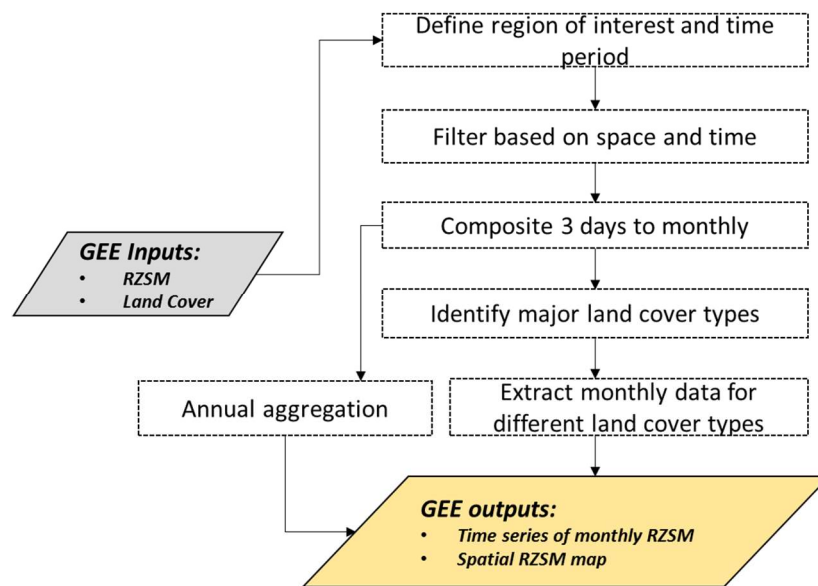 Define region of interest and time
period
Filter based on space and time
Composite 3 days to monthly
GEE Inputs:
• RZSM
• Land Cover
Identify major land cover types
Annual aggregation
Extract monthly data for
different land cover types
GEE outputs:
• Time series of monthly RZSM
• Spatial RZSM map